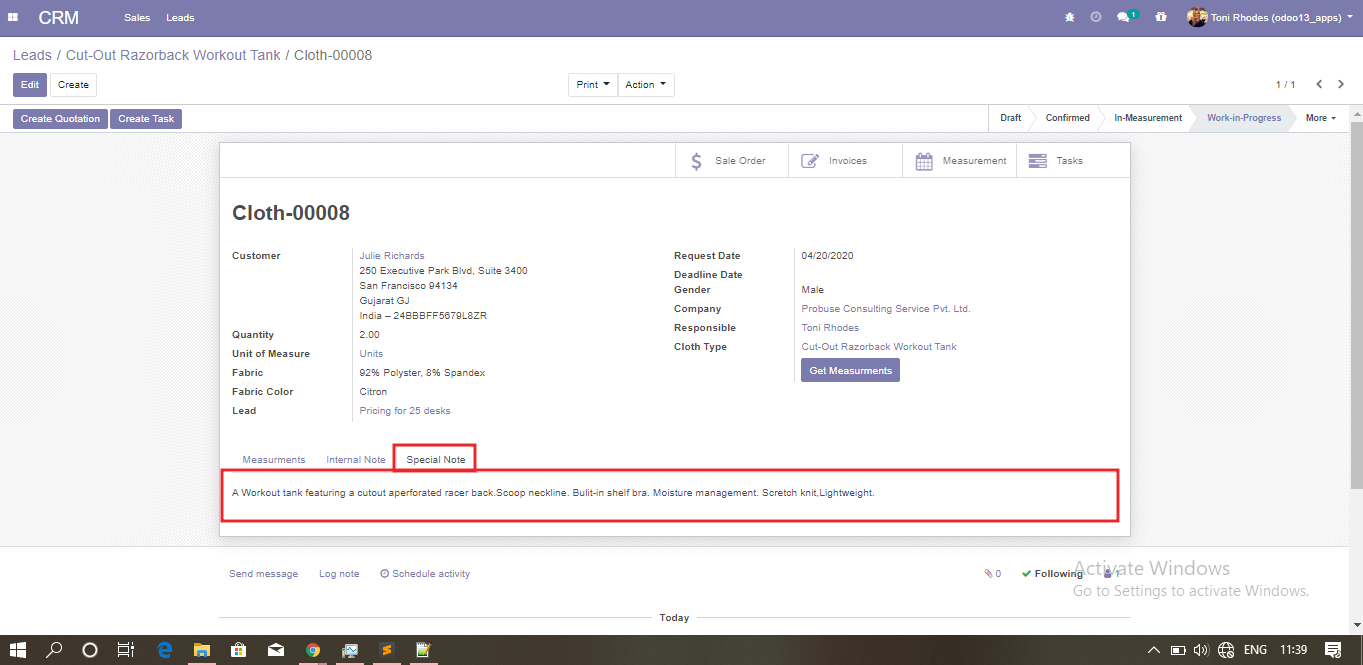 CRM Sales Leads 1 Toni Rhodes (odoo13_apps)
Leads / Cut-Out Razorback Workout Tank / Cloth-00008
Edit Create Print Action 1 / 1
Create Quotation Create Task Draft Confirmed In-Measurement Work-in-Progress More
$ Sale Order Invoices Measurement Tasks
Cloth-00008
Customer Julie Richards
250 Executive Park Blvd, Suite 3400
San Francisco 94134
Gujarat GJ
India – 24BBBFF5679L8ZR
Quantity 2.00
Unit of Measure Units
Fabric 92% Polyster, 8% Spandex
Fabric Color Citron
Lead Pricing for 25 desks
Request Date 04/20/2020
Deadline Date
Gender Male
Company Probuse Consulting Service Pvt. Ltd.
Responsible Toni Rhodes
Cloth Type Cut-Out Razorback Workout Tank
Get Measurments
Measurments Internal Note Special Note
A Workout tank featuring a cutout aperforated racer back.Scoop neckline. Bulit-in shelf bra. Moisture management. Scretch knit,Lightweight.
Send message Log note Schedule activity 0 Following 1
Activate Windows
Go to Settings to activate Windows.
Today
ENG 11:39